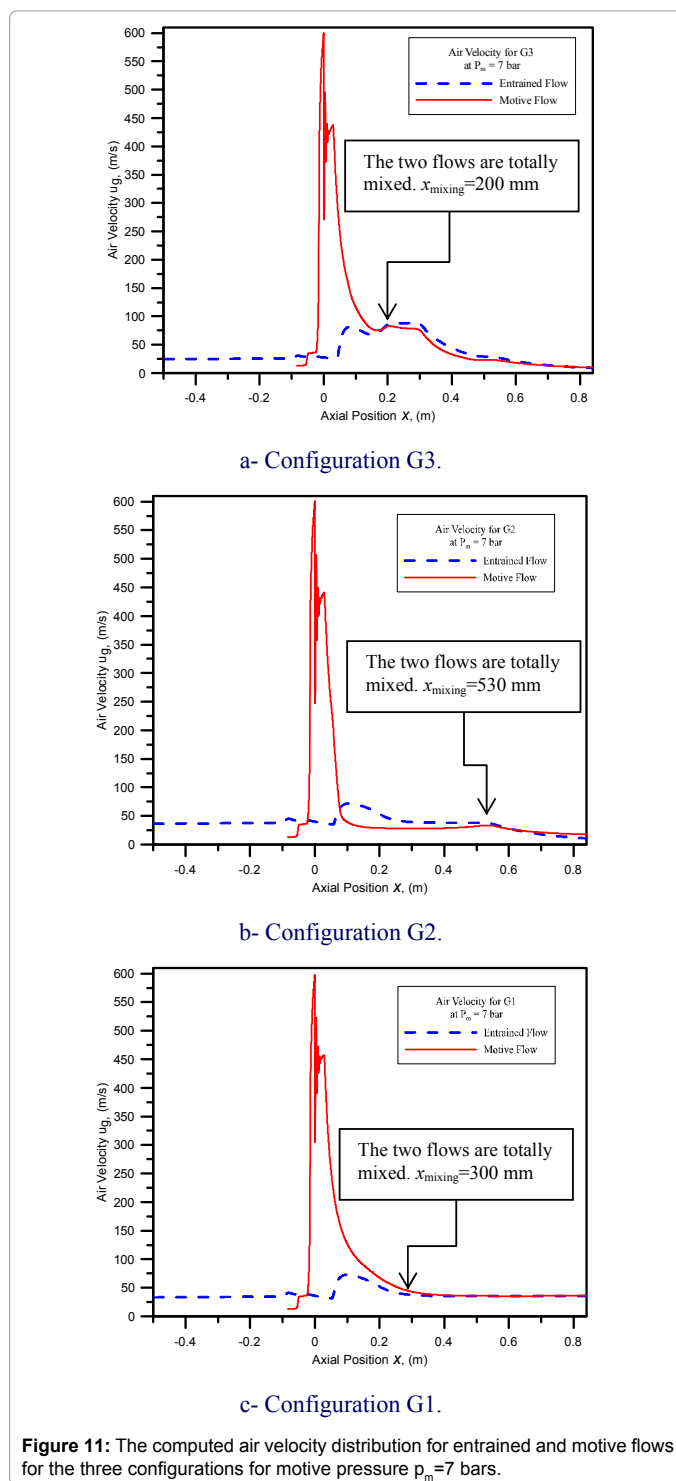 600
550
500
450
400
350
300
250
200
150
100
50
0
Air Velocity ug, (m/s)
Air Velocity for G3
at Pm = 7 bar
Entrained Flow
Motive Flow
The two flows are totally
mixed. xmixing=200 mm
-0.4 -0.2 0 0.2 0.4 0.6 0.8
Axial Position X, (m)
a- Configuration G3.
600
550
500
450
400
350
300
250
200
150
100
50
0
Air Velocity ug, (m/s)
Air Velocity for G2
at Pm = 7 bar
Entrained Flow
Motive Flow
The two flows are totally
mixed. xmixing=530 mm
-0.4 -0.2 0 0.2 0.4 0.6 0.8
Axial Position X, (m)
b- Configuration G2.
600
550
500
450
400
350
300
250
200
150
100
50
0
Air Velocity ug, (m/s)
Air Velocity for G1
at Pm = 7 bar
Entrained Flow
Motive Flow
The two flows are totally
mixed. xmixing=300 mm
-0.4 -0.2 0 0.2 0.4 0.6 0.8
Axial Position X, (m)
c- Configuration G1.
Figure 11: The computed air velocity distribution for entrained and motive flows
for the three configurations for motive pressure pm=7 bars.